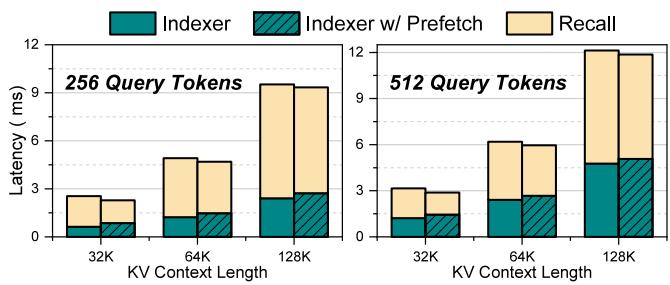 Indexer Indexer w/ Prefetch Recall
Latency ( ms)
12
9
6
3
0
256 Query Tokens
32K 64K 128K
KV Context Length
12
9
6
3
0
512 Query Tokens
32K 64K 128K
KV Context Length